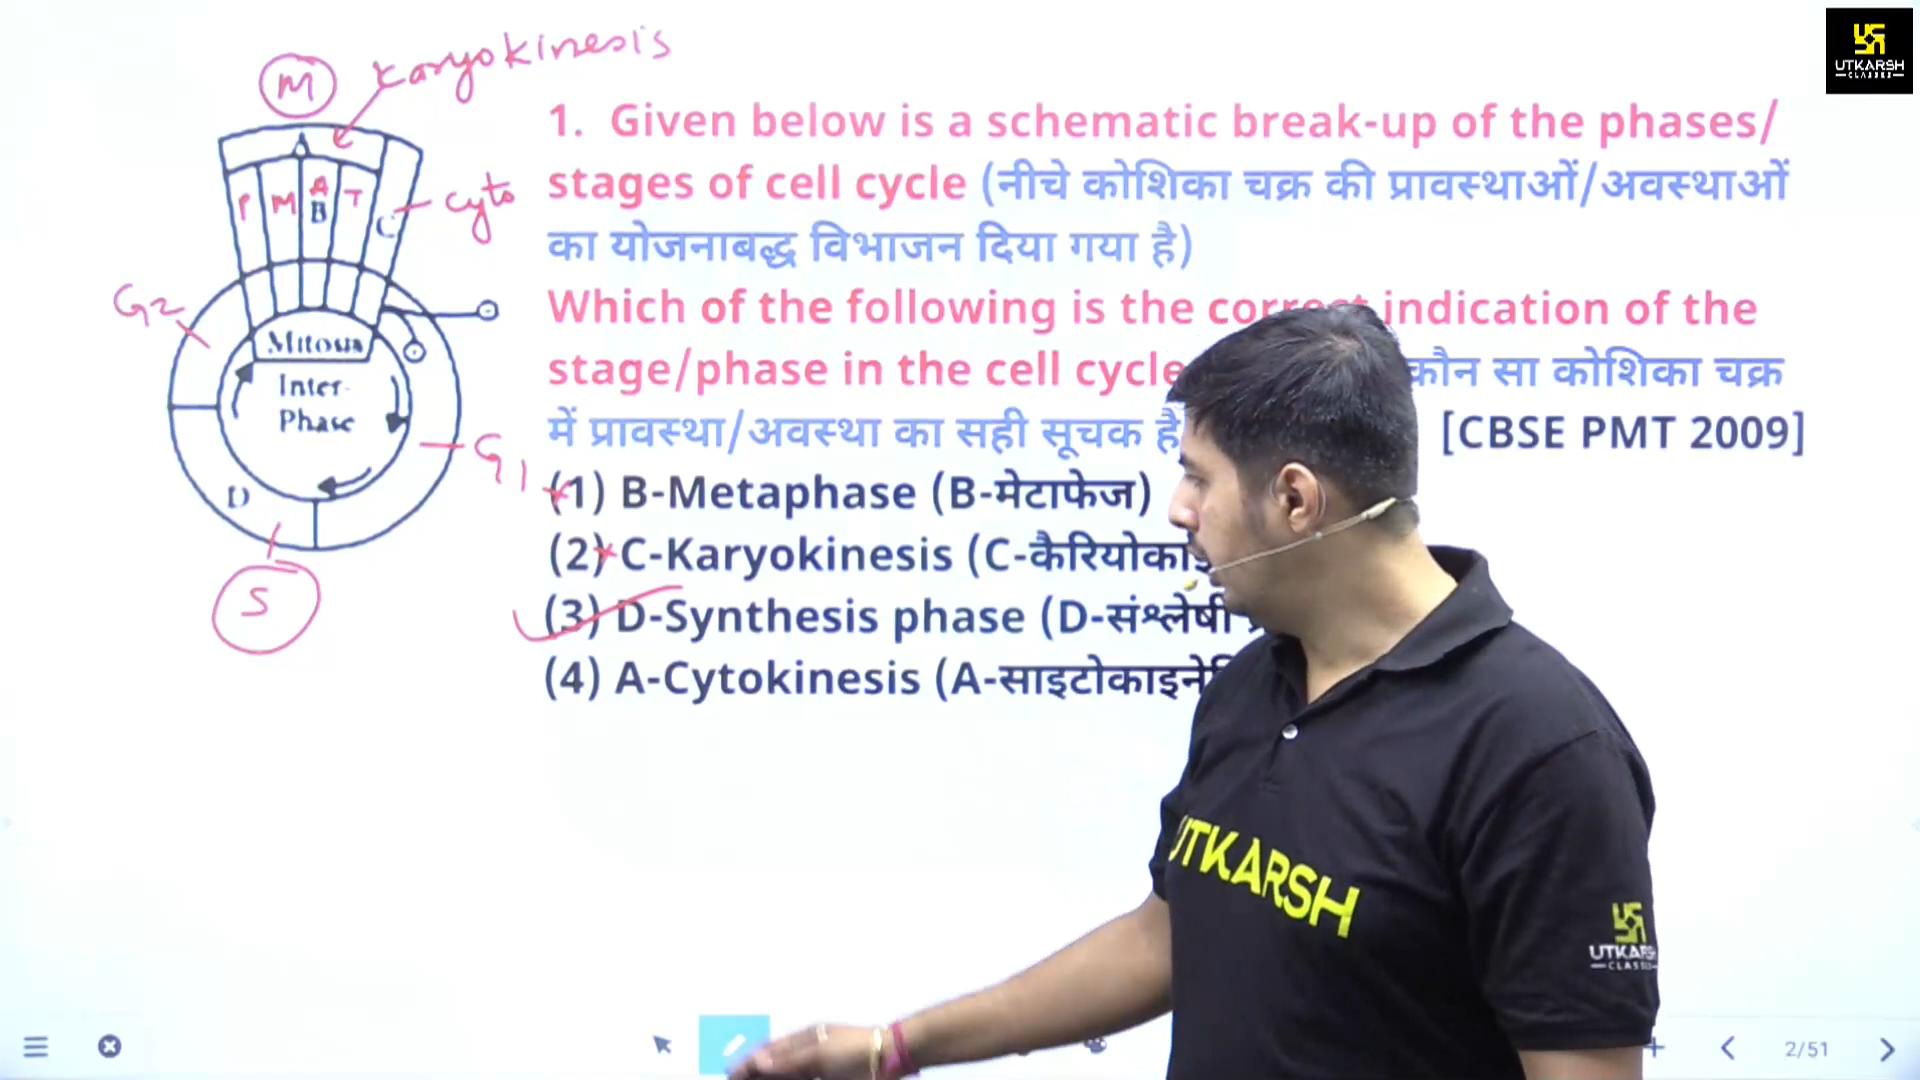 UTKARSH
CLASSES
Karyokinesis
M
A
P M A T
B
C
Cyto
G2
Mitosis
Inter-
Phase
G1
D
S
1. Given below is a schematic break-up of the phases/
stages of cell cycle (नीचे कोशिका चक्र की प्रावस्थाओं/अवस्थाओं
का योजनाबद्ध विभाजन दिया गया है)
Which of the following is the correct indication of the
stage/phase in the cell cycle कौन सा कोशिका चक्र
में प्रावस्था/अवस्था का सही सूचक है [CBSE PMT 2009]
(1) B-Metaphase (B-मेटाफेज)
(2) C-Karyokinesis (C-कैरियोकाइ
(3) D-Synthesis phase (D-संश्लेषी
(4) A-Cytokinesis (A-साइटोकाइने
UTKARSH
UTKARSH
CLASSES
2/51